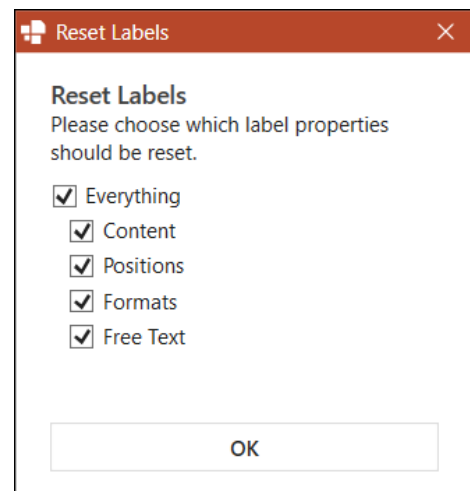 Reset Labels
Reset Labels
Please choose which label properties
should be reset.
Everything
Content
Positions
Formats
Free Text
OK